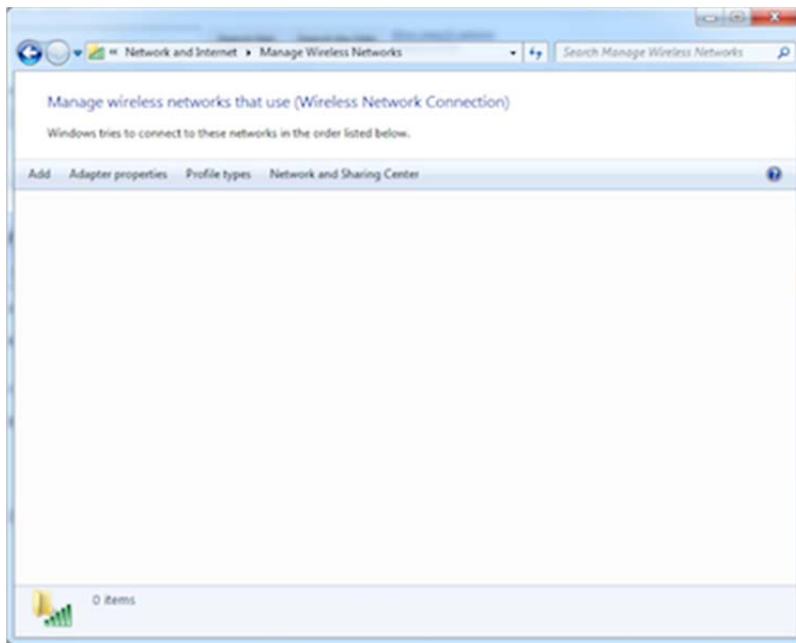 « Network and Internet ▸ Manage Wireless Networks
Search Manage Wireless Networks
Manage wireless networks that use (Wireless Network Connection)
Windows tries to connect to these networks in the order listed below.
Add Adapter properties Profile types Network and Sharing Center
0 items